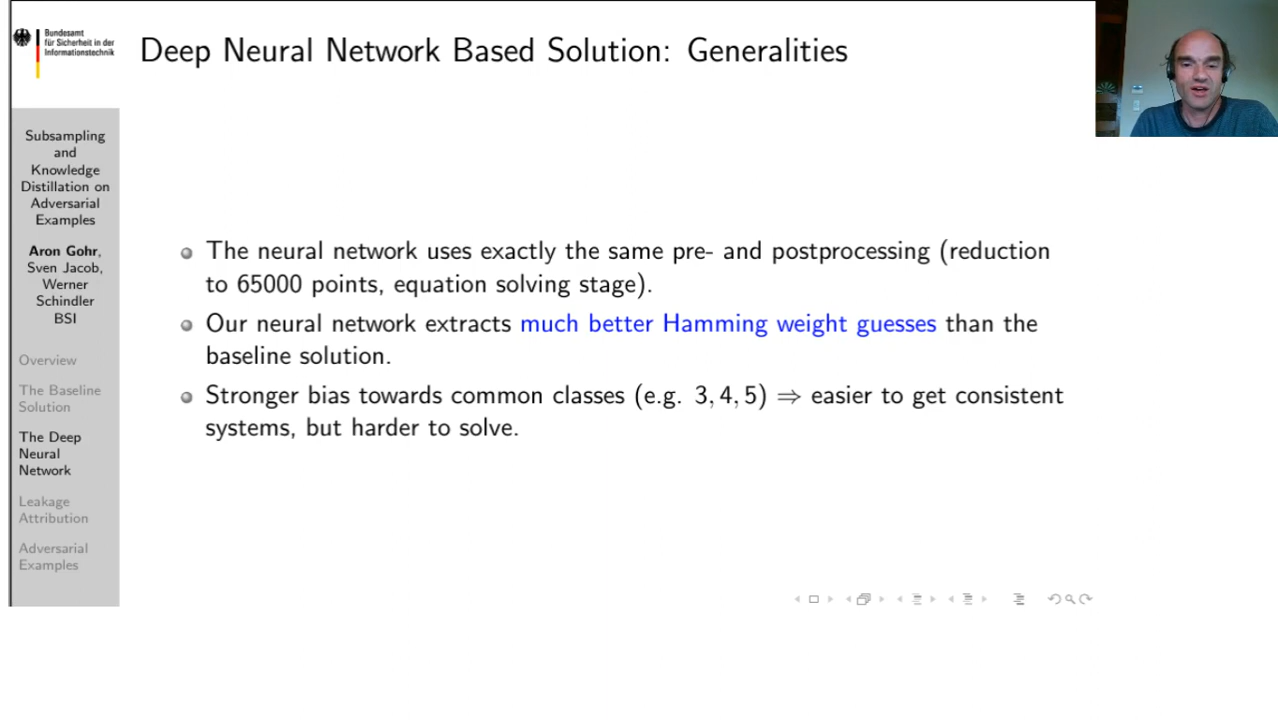 Bundesamt
für Sicherheit in der
Informationstechnik
Deep Neural Network Based Solution: Generalities
Subsampling
and
Knowledge
Distillation on
Adversarial
Examples
Aron Gohr,
Sven Jacob,
Werner
Schindler
BSI
Overview
The Baseline
Solution
The Deep
Neural
Network
Leakage
Attribution
Adversarial
Examples
The neural network uses exactly the same pre- and postprocessing (reduction
to 65000 points, equation solving stage).
Our neural network extracts much better Hamming weight guesses than the
baseline solution.
Stronger bias towards common classes (e.g. 3, 4, 5) ⇒ easier to get consistent
systems, but harder to solve.